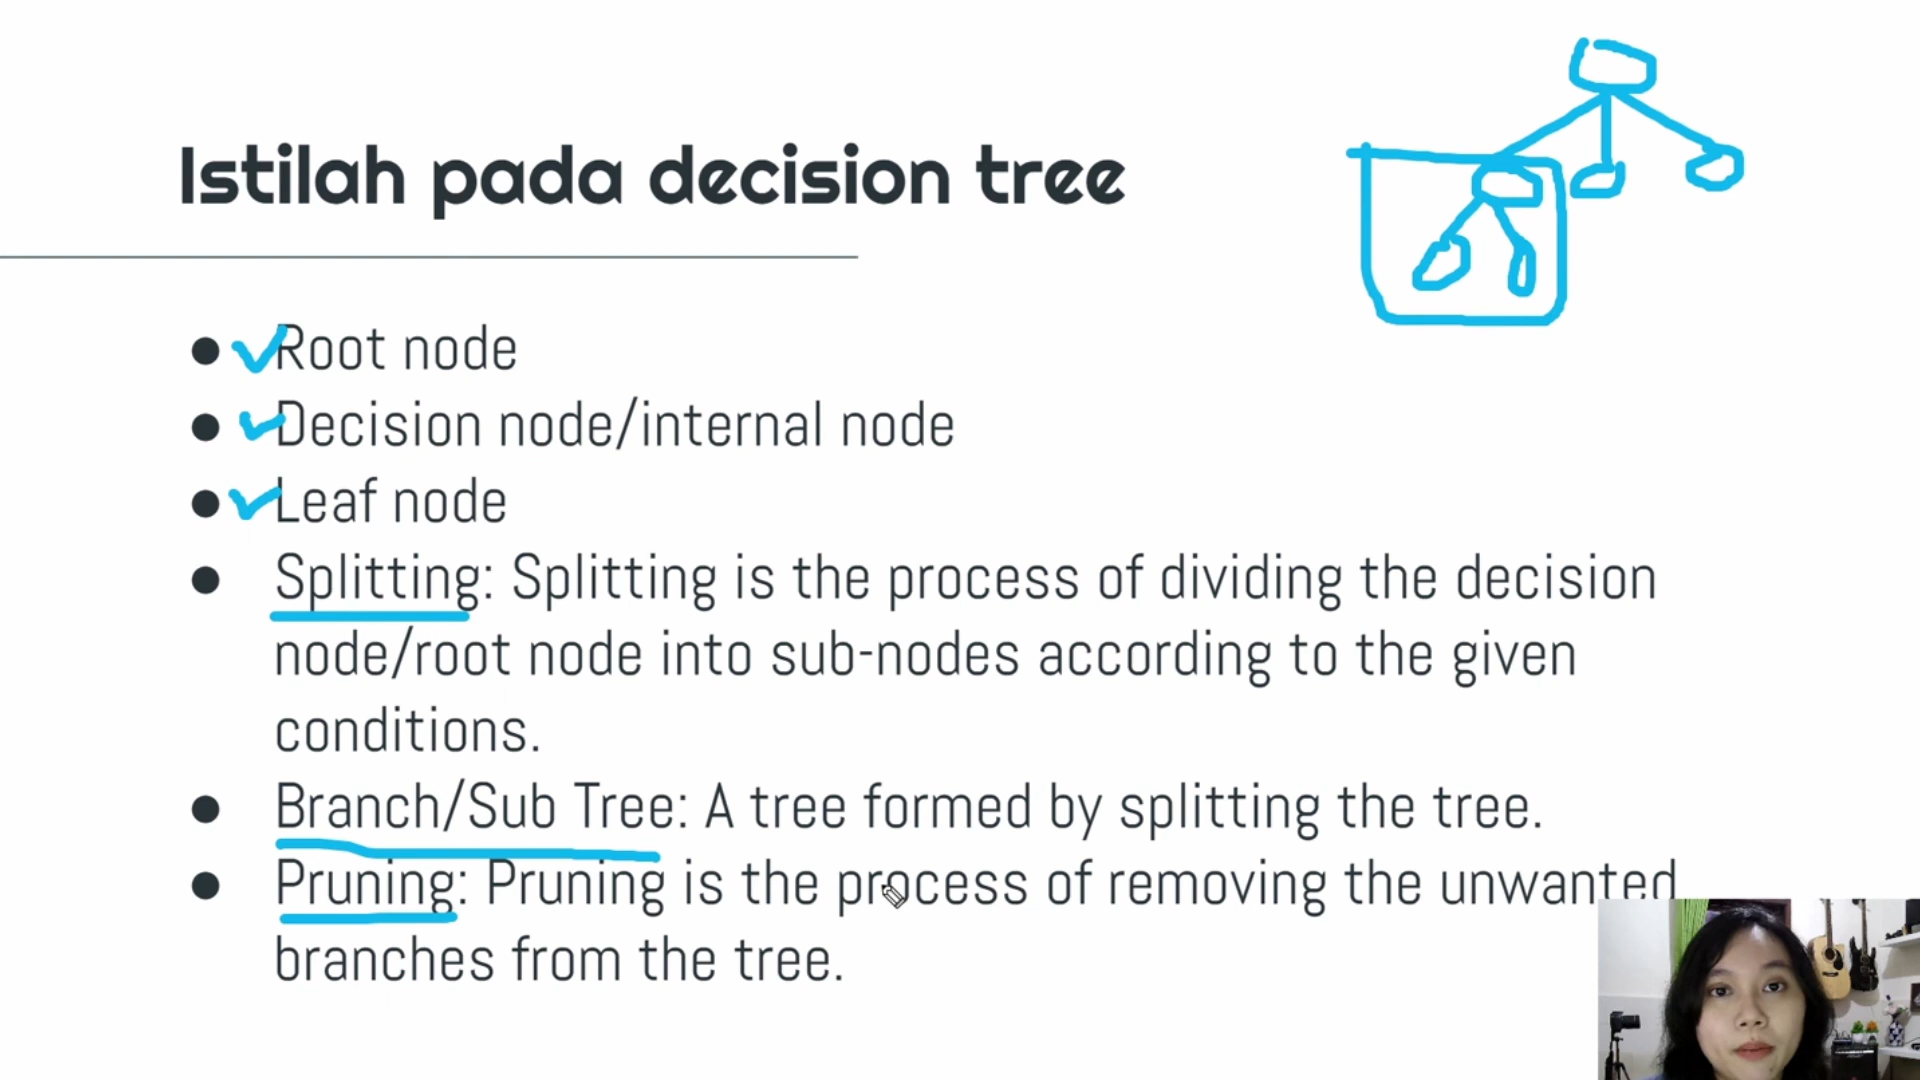 Istilah pada decision tree
● Root node
● Decision node/internal node
● Leaf node
● Splitting: Splitting is the process of dividing the decision
node/root node into sub-nodes according to the given
conditions.
● Branch/Sub Tree: A tree formed by splitting the tree.
● Pruning: Pruning is the process of removing the unwanted
branches from the tree.